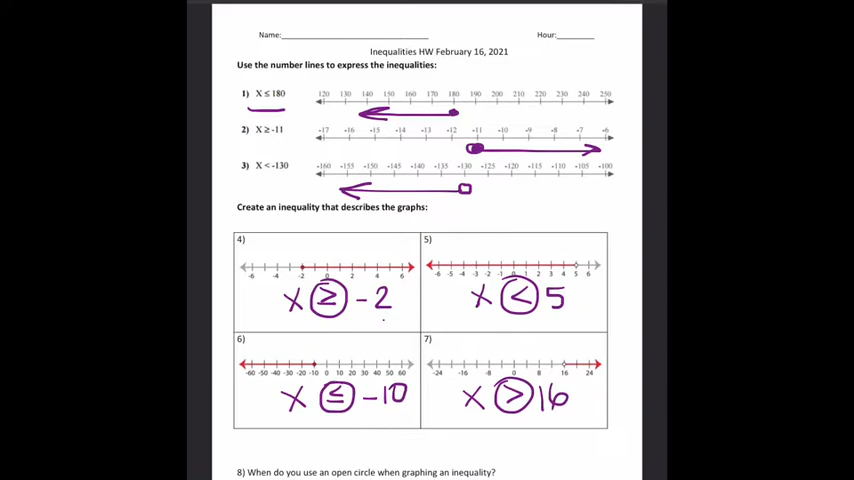 Name:____________________ Hour:_________
Inequalities HW February 16, 2021
Use the number lines to express the inequalities:
1) X ≤ 180 120 130 140 150 160 170 180 190 200 210 220 230 240 250
2) X ≥ -11 -17 -16 -15 -14 -13 -12 -11 -10 -9 -8 -7 -6
3) X < -130 -160 -155 -150 -145 -140 -135 -130 -125 -120 -115 -110 -105 -100
Create an inequality that describes the graphs:
4) 5)
-6 -4 -2 0 2 4 6 -6 -5 -4 -3 -2 -1 0 1 2 3 4 5 6
X ≥ -2 X < 5
6) 7)
-60 -50 -40 -30 -20 -10 0 10 20 30 40 50 60 -24 -16 -8 0 8 16 24
X ≤ -10 X > 16
8) When do you use an open circle when graphing an inequality?